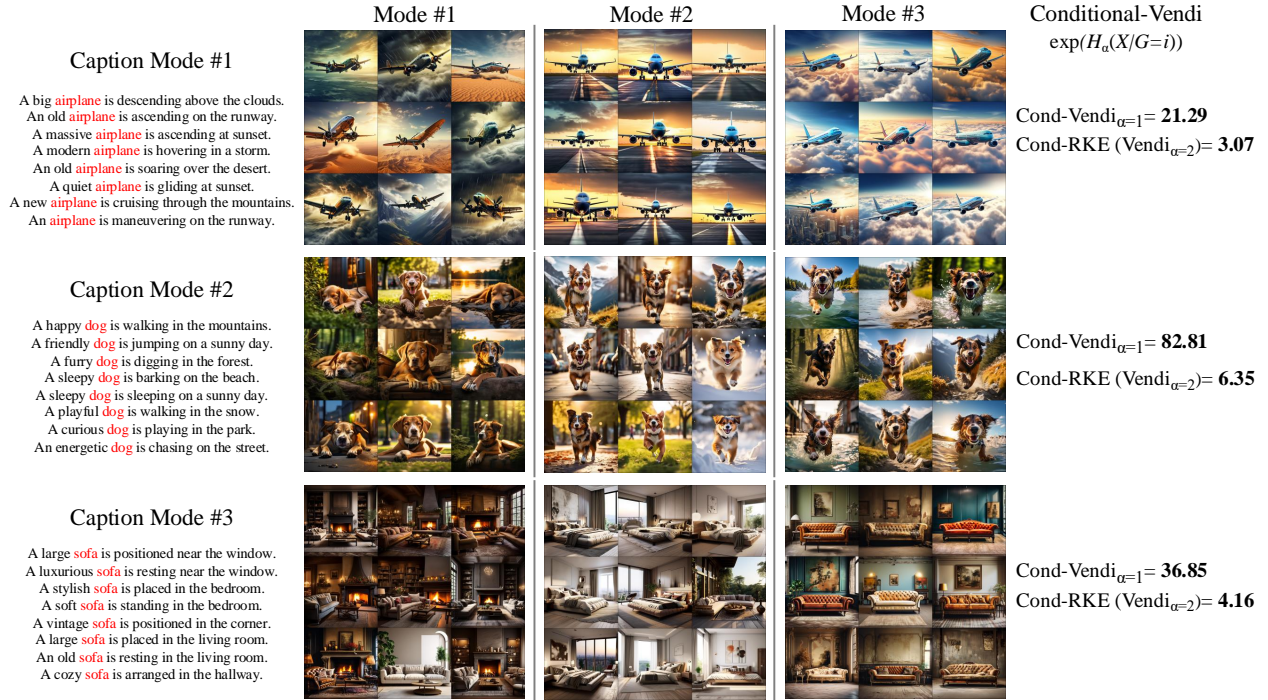 Mode #1
Mode #2
Mode #3
Conditional-Vendi
exp(Hα(X/G=i))
Caption Mode #1
A big airplane is descending above the clouds.
An old airplane is ascending on the runway.
A massive airplane is ascending at sunset.
A modern airplane is hovering in a storm.
An old airplane is soaring over the desert.
A quiet airplane is gliding at sunset.
A new airplane is cruising through the mountains.
An airplane is maneuvering on the runway.
Cond-Vendiα=1= 21.29
Cond-RKE (Vendiα=2)= 3.07
Caption Mode #2
A happy dog is walking in the mountains.
A friendly dog is jumping on a sunny day.
A furry dog is digging in the forest.
A sleepy dog is barking on the beach.
A sleepy dog is sleeping on a sunny day.
A playful dog is walking in the snow.
A curious dog is playing in the park.
An energetic dog is chasing on the street.
Cond-Vendiα=1= 82.81
Cond-RKE (Vendiα=2)= 6.35
Caption Mode #3
A large sofa is positioned near the window.
A luxurious sofa is resting near the window.
A stylish sofa is placed in the bedroom.
A soft sofa is standing in the bedroom.
A vintage sofa is positioned in the corner.
A large sofa is placed in the living room.
An old sofa is resting in the living room.
A cozy sofa is arranged in the hallway.
Cond-Vendiα=1= 36.85
Cond-RKE (Vendiα=2)= 4.16